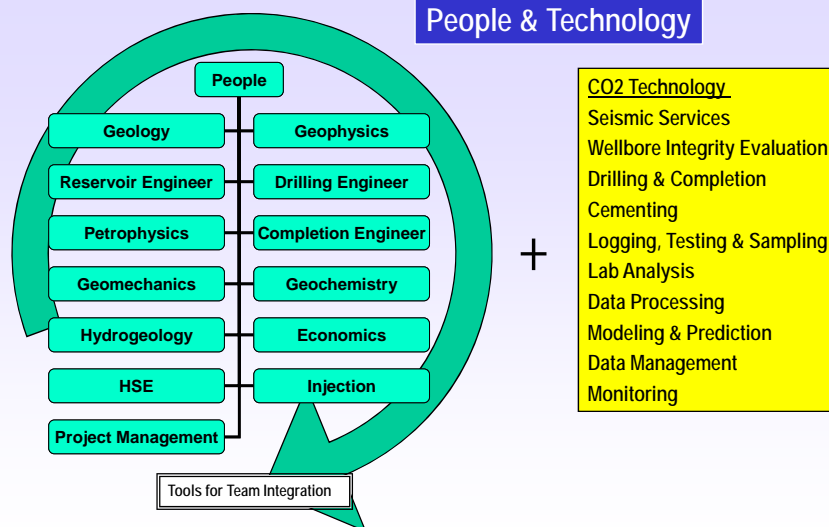 People & Technology
People
Geology
Geophysics
Reservoir Engineer
Drilling Engineer
Petrophysics
Completion Engineer
Geomechanics
Geochemistry
Hydrogeology
Economics
HSE
Injection
Project Management
Tools for Team Integration
+
CO2 Technology
Seismic Services
Wellbore Integrity Evaluation
Drilling & Completion
Cementing
Logging, Testing & Sampling
Lab Analysis
Data Processing
Modeling & Prediction
Data Management
Monitoring